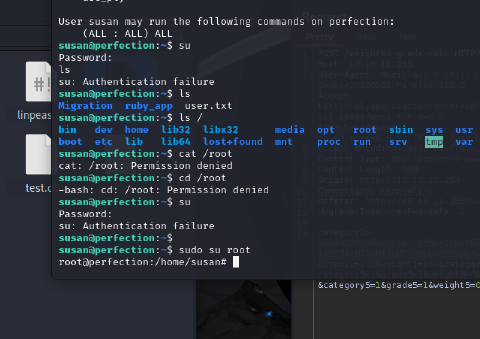 User susan may run the following commands on perfection:
(ALL : ALL) ALL
susan@perfection:~$ su
Password:
ls
su: Authentication failure
susan@perfection:~$ ls
Migration ruby_app user.txt
susan@perfection:~$ ls /
bin dev home lib32 libx32 media opt root sbin sys usr
boot etc lib lib64 lost+found mnt proc run srv tmp var
susan@perfection:~$ cat /root
cat: /root: Permission denied
susan@perfection:~$ cd /root
-bash: cd: /root: Permission denied
susan@perfection:~$ su
Password:
su: Authentication failure
susan@perfection:~$
susan@perfection:~$ sudo su root
root@perfection:/home/susan#
#!
linpeas
test.
&category5=1&grade5=1&weight5=0